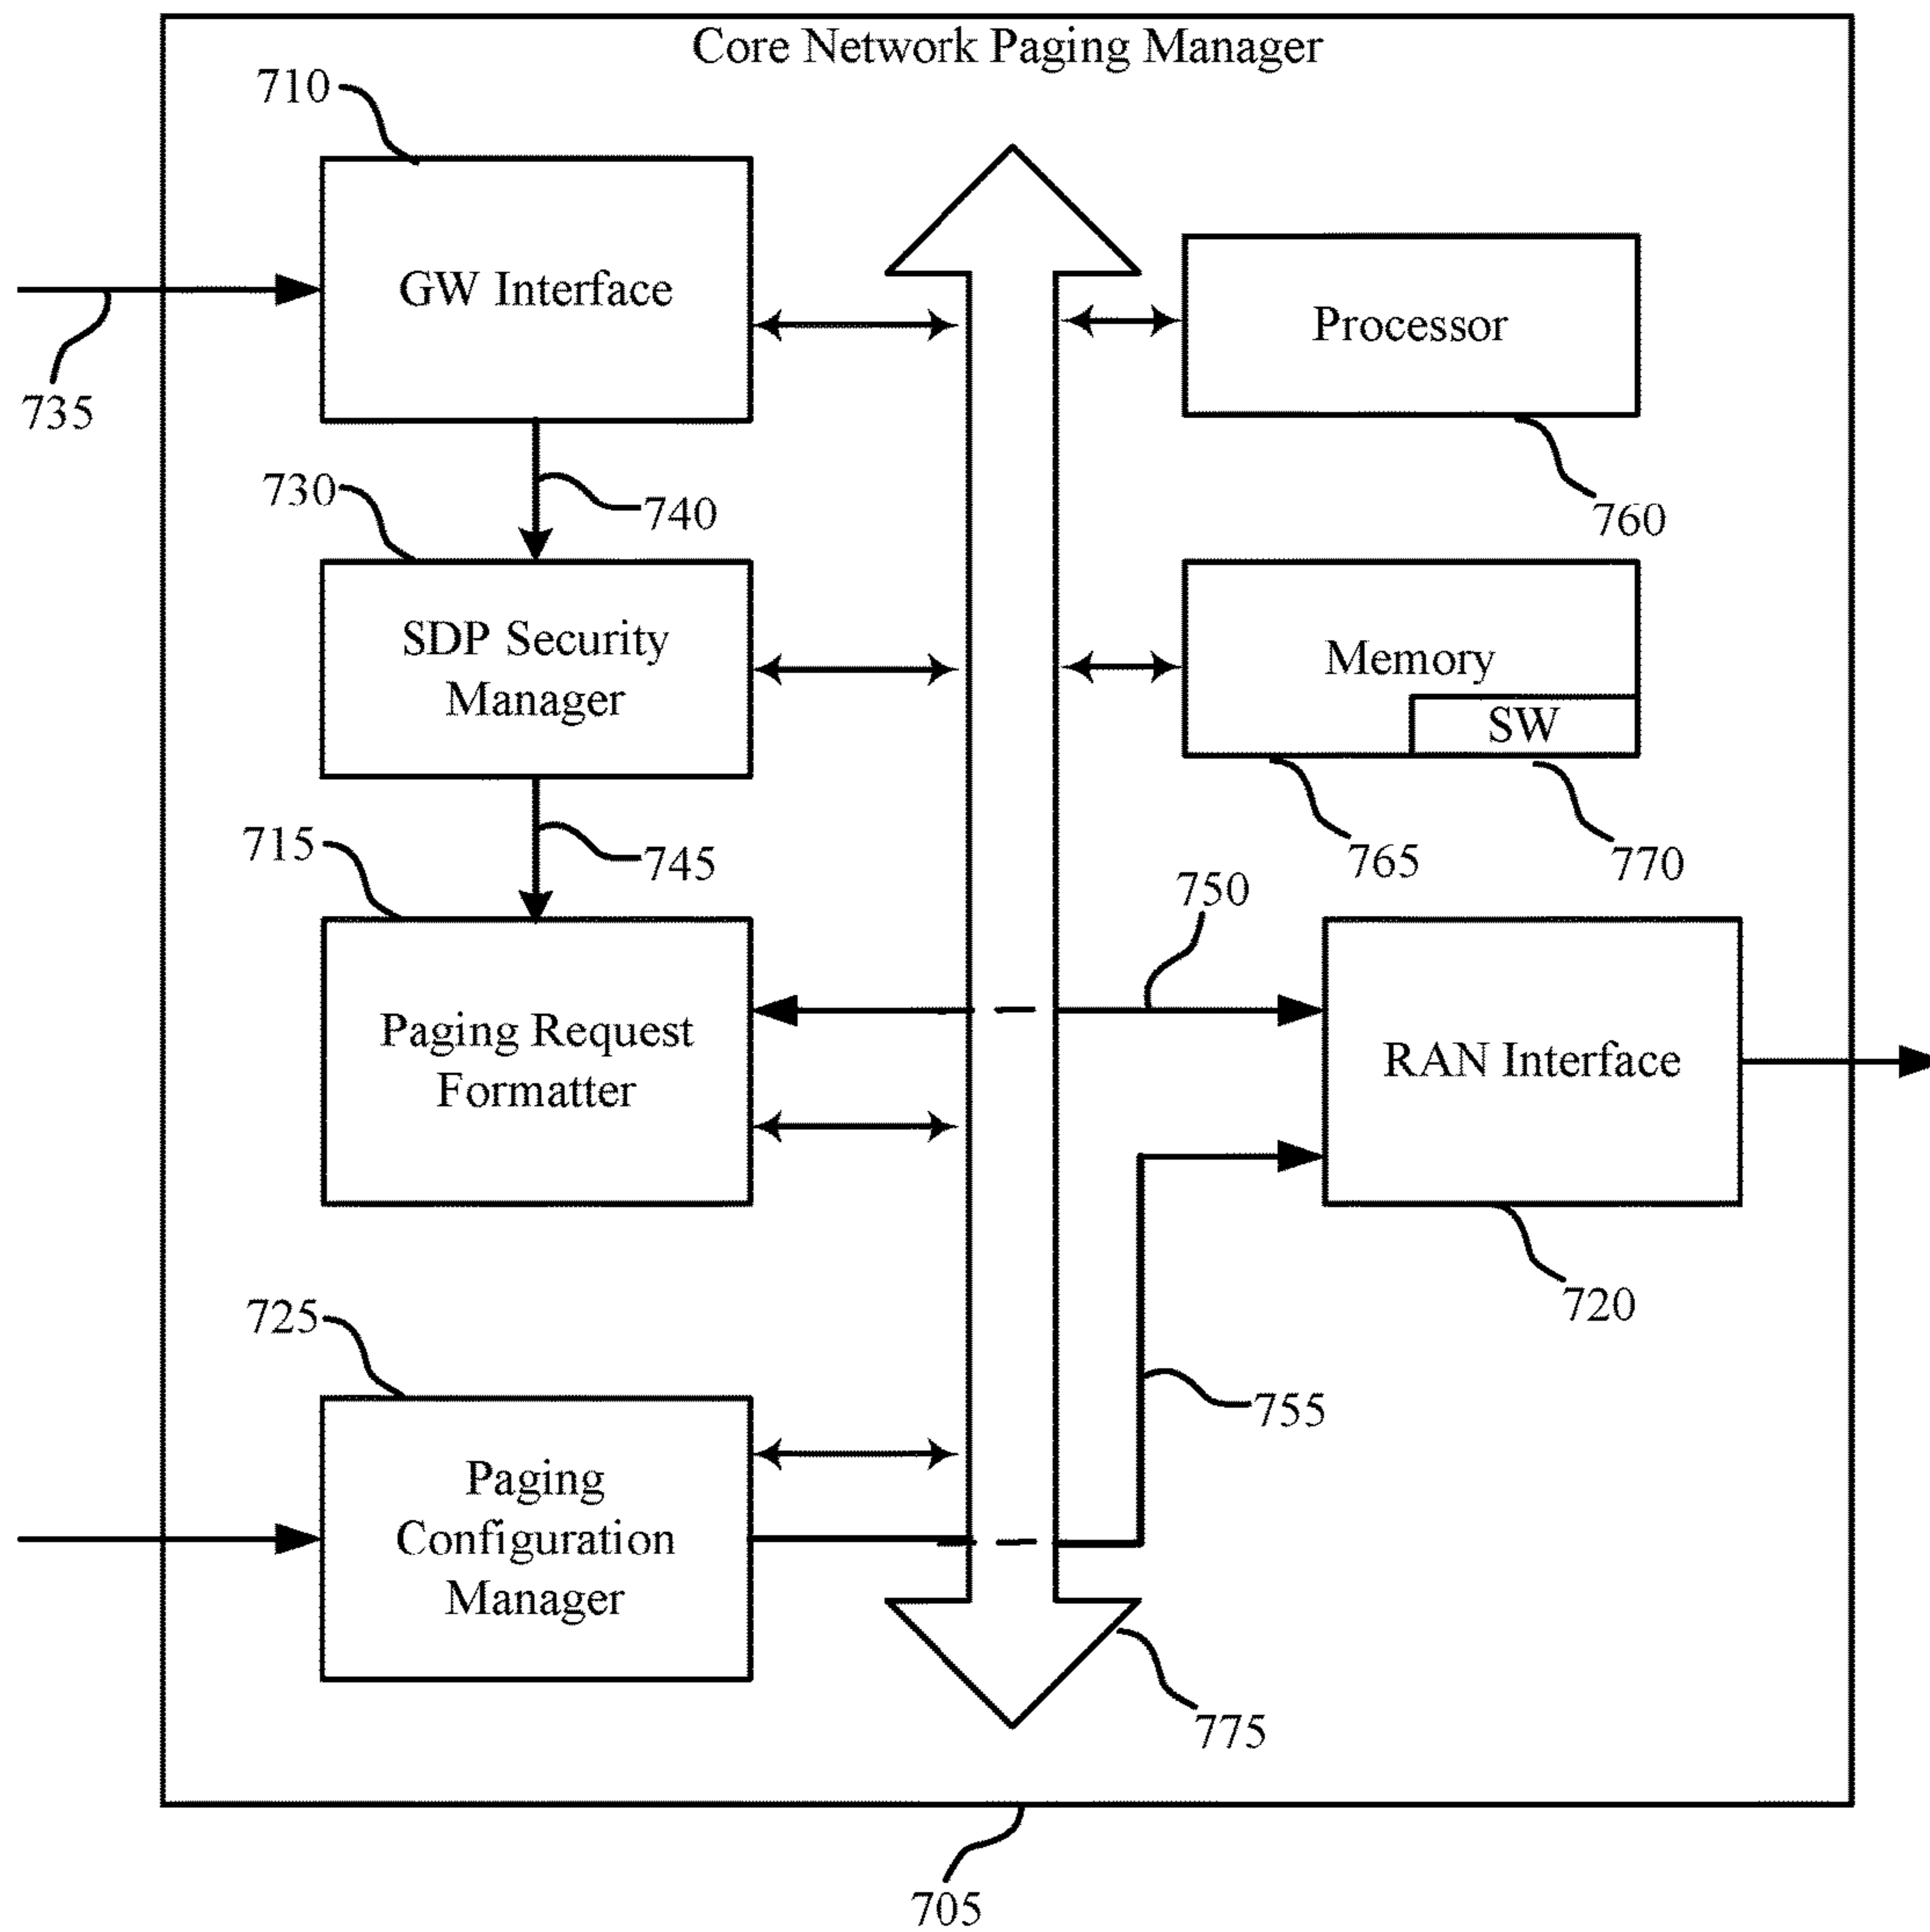 Core Network Paging Manager
710
GW Interface
735
Processor
760
740
730
SDP Security
Manager
Memory
SW
765
770
745
715
750
Paging Request
Formatter
RAN Interface
720
725
755
Paging
Configuration
Manager
775
705